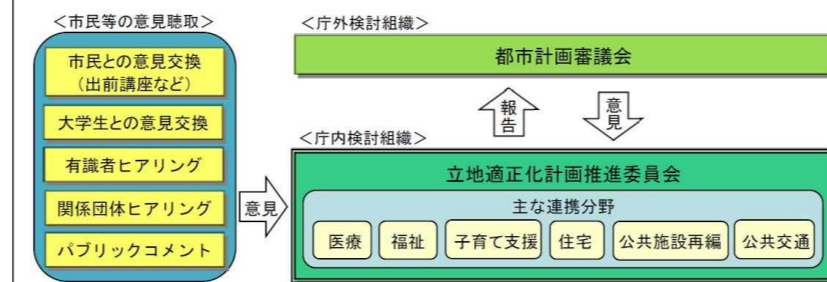 ＜市民等の意見聴取＞
市民との意見交換
（出前講座など）
大学生との意見交換
有識者ヒアリング
関係団体ヒアリング
パブリックコメント
意見
＜庁外検討組織＞
都市計画審議会
報告
意見
＜庁内検討組織＞
立地適正化計画推進委員会
主な連携分野
医療
福祉
子育て支援
住宅
公共施設再編
公共交通